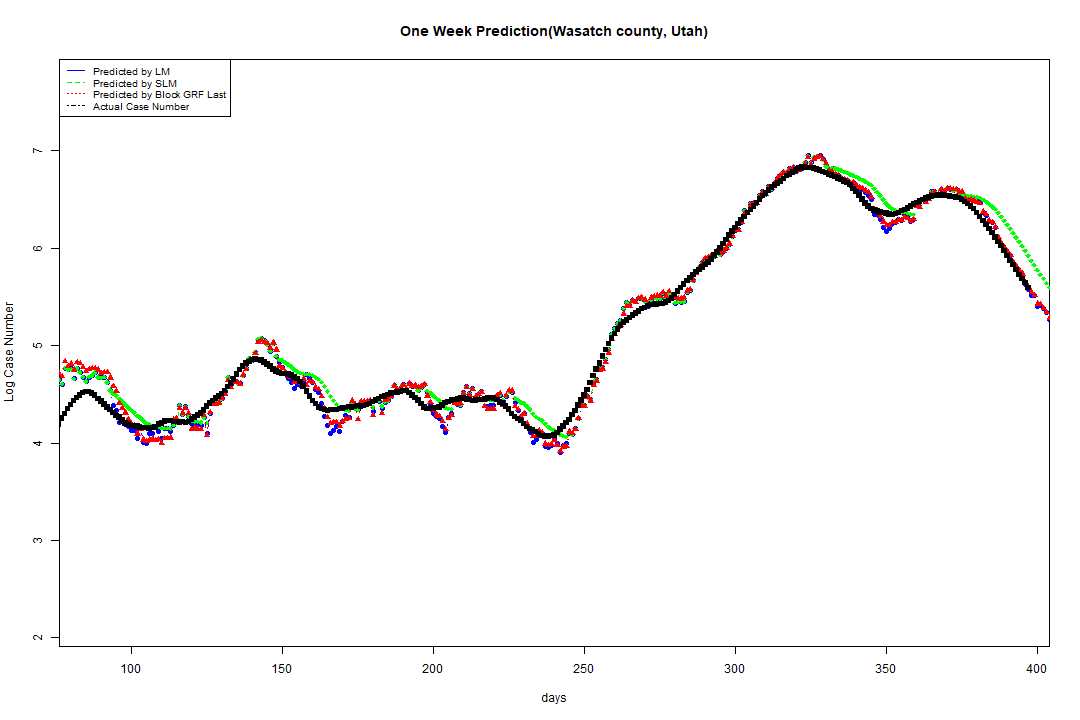 One Week Prediction(Wasatch county, Utah)
Predicted by LM
Predicted by SLM
Predicted by Block GRF Last
Actual Case Number
7
6
5
4
3
2
Log Case Number
100 150 200 250 300 350 400
days